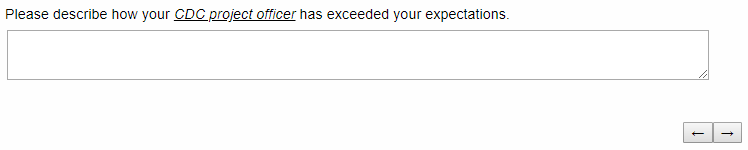 Please describe how your CDC project officer has exceeded your expectations.
← →